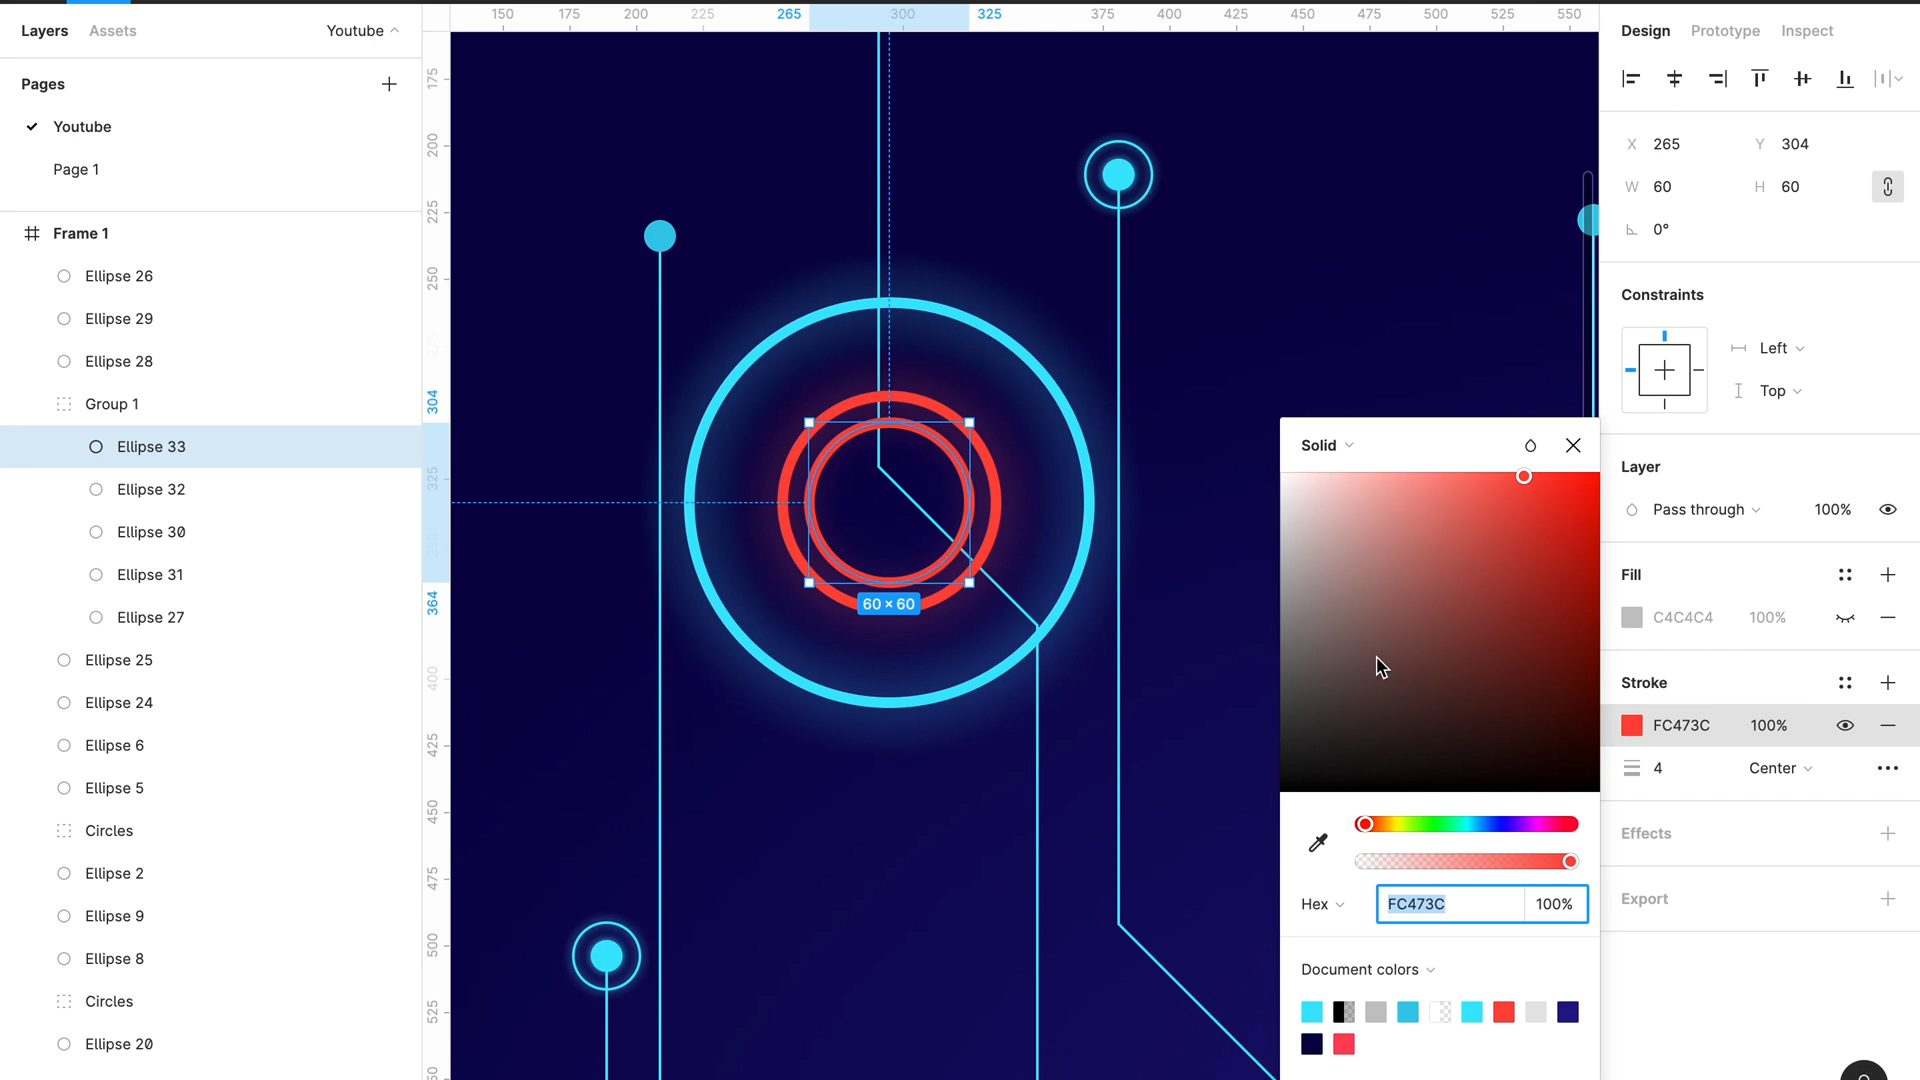 Layers Assets Youtube
Pages
Youtube
Page 1
Frame 1
Ellipse 26
Ellipse 29
Ellipse 28
Group 1
Ellipse 33
Ellipse 32
Ellipse 30
Ellipse 31
Ellipse 27
Ellipse 25
Ellipse 24
Ellipse 6
Ellipse 5
Circles
Ellipse 2
Ellipse 9
Ellipse 8
Circles
Ellipse 20
150 175 200 225 265 300 325 375 400 425 450 475 500 525 550
175
200
225
250
304
325
364
400
425
450
475
500
525
60 × 60
Solid
Hex FC473C 100%
Document colors
Design Prototype Inspect
X 265 Y 304
W 60 H 60
0°
Constraints
Left
Top
Layer
Pass through 100%
Fill
C4C4C4 100%
Stroke
FC473C 100%
4 Center
Effects
Export